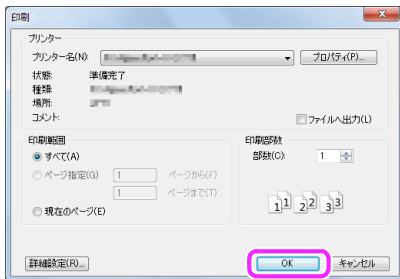 印刷
プリンター
プリンター名(N):
プロパティ(P)...
状態: 準備完了
種類:
場所:
コメント:
ファイルへ出力(L)
印刷範囲
すべて(A)
ページ指定(G) 1 ページから(F)
1 ページまで(T)
現在のページ(E)
印刷部数
部数(C): 1
1 1 2 2 3 3
詳細設定(R)...
OK
キャンセル